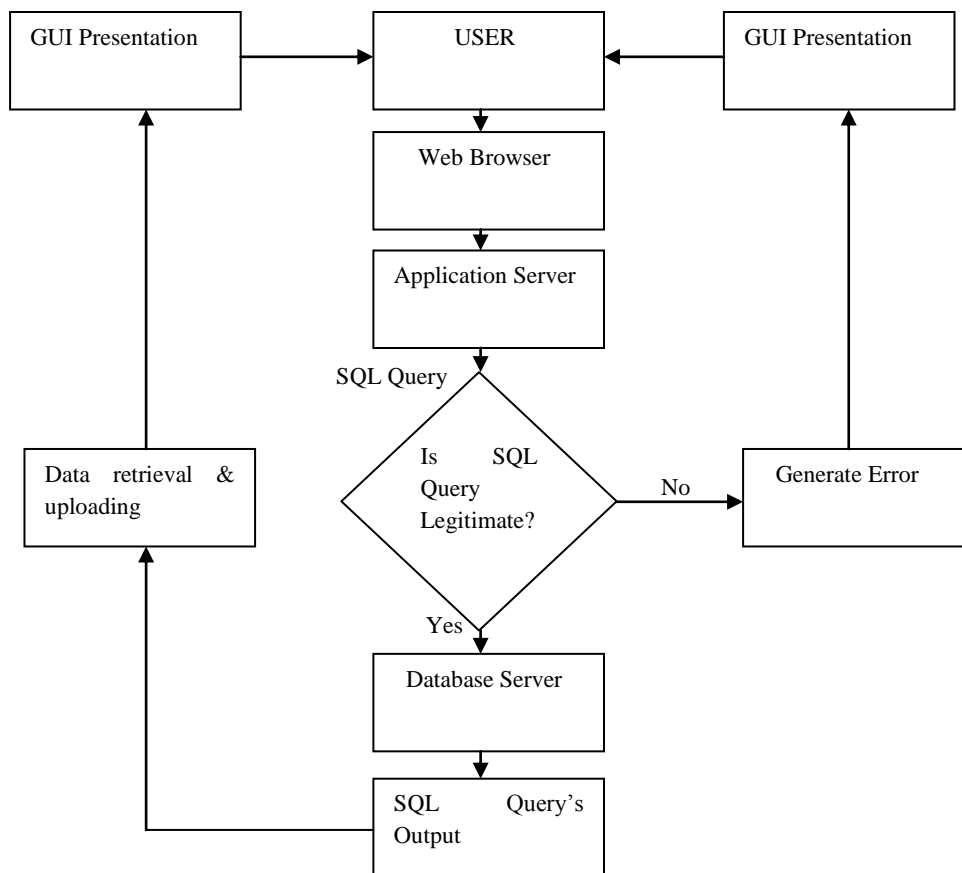 GUI Presentation
USER
GUI Presentation
Web Browser
Application Server
SQL Query
Is SQL
Query
Legitimate?
Data retrieval &
uploading
No
Generate Error
Yes
Database Server
SQL Query’s
Output